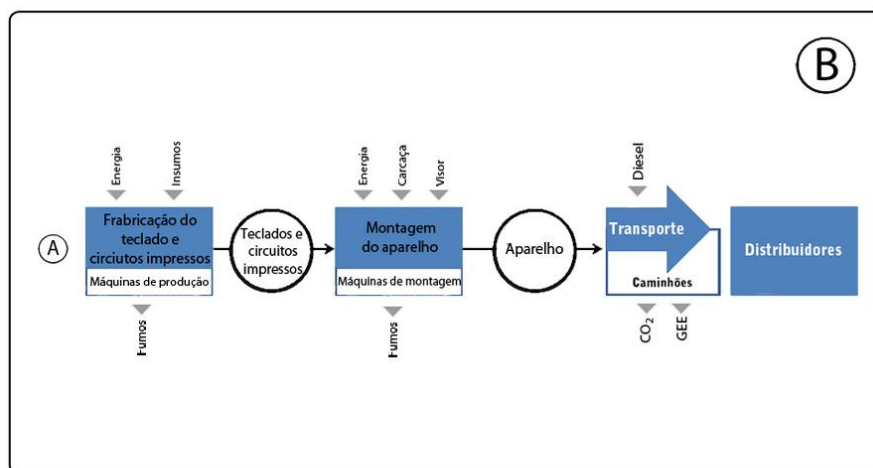 B
Energia
Insumos
Energia
Carcaça
Visor
Diesel
A
Frabricação do
teclado e
circiutos impressos
Máquinas de produção
Teclados e
circuitos
impressos
Montagem
do aparelho
Máquinas de montagem
Aparelho
Transporte
Caminhões
Distribuidores
Fumos
Fumos
CO₂
GEE